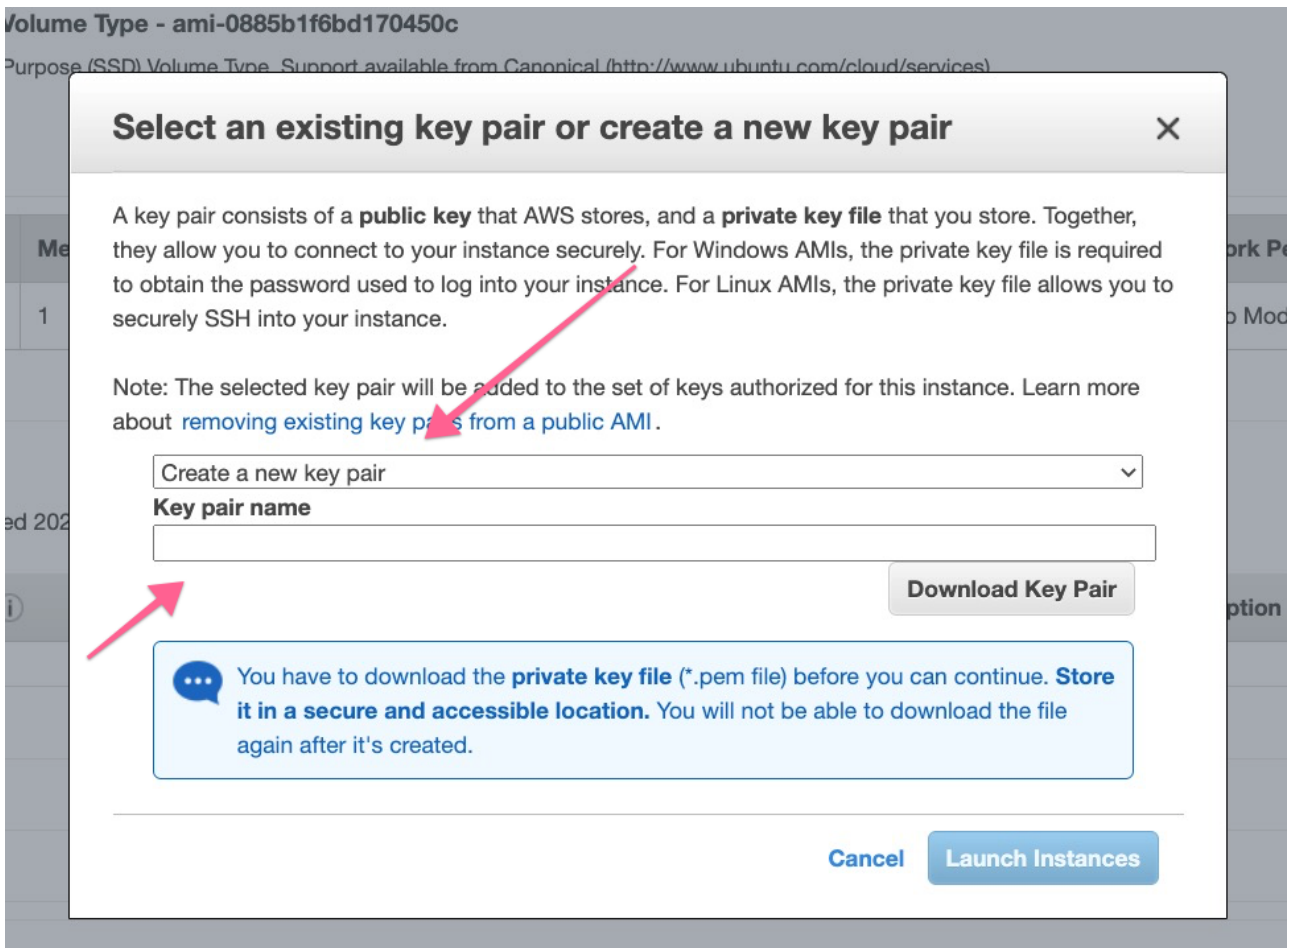 Volume Type - ami-0885b1f6bd170450c
Purpose (SSD) Volume Type. Support available from Canonical (http://www.ubuntu.com/cloud/services).
Select an existing key pair or create a new key pair
A key pair consists of a public key that AWS stores, and a private key file that you store. Together,
they allow you to connect to your instance securely. For Windows AMIs, the private key file is required
to obtain the password used to log into your instance. For Linux AMIs, the private key file allows you to
securely SSH into your instance.
Me
ork Pe
1
o Mod
Note: The selected key pair will be added to the set of keys authorized for this instance. Learn more
about removing existing key pairs from a public AMI .
Create a new key pair
Key pair name
ed 202
Download Key Pair
i
ption
You have to download the private key file (*.pem file) before you can continue. Store
it in a secure and accessible location. You will not be able to download the file
again after it's created.
Cancel
Launch Instances